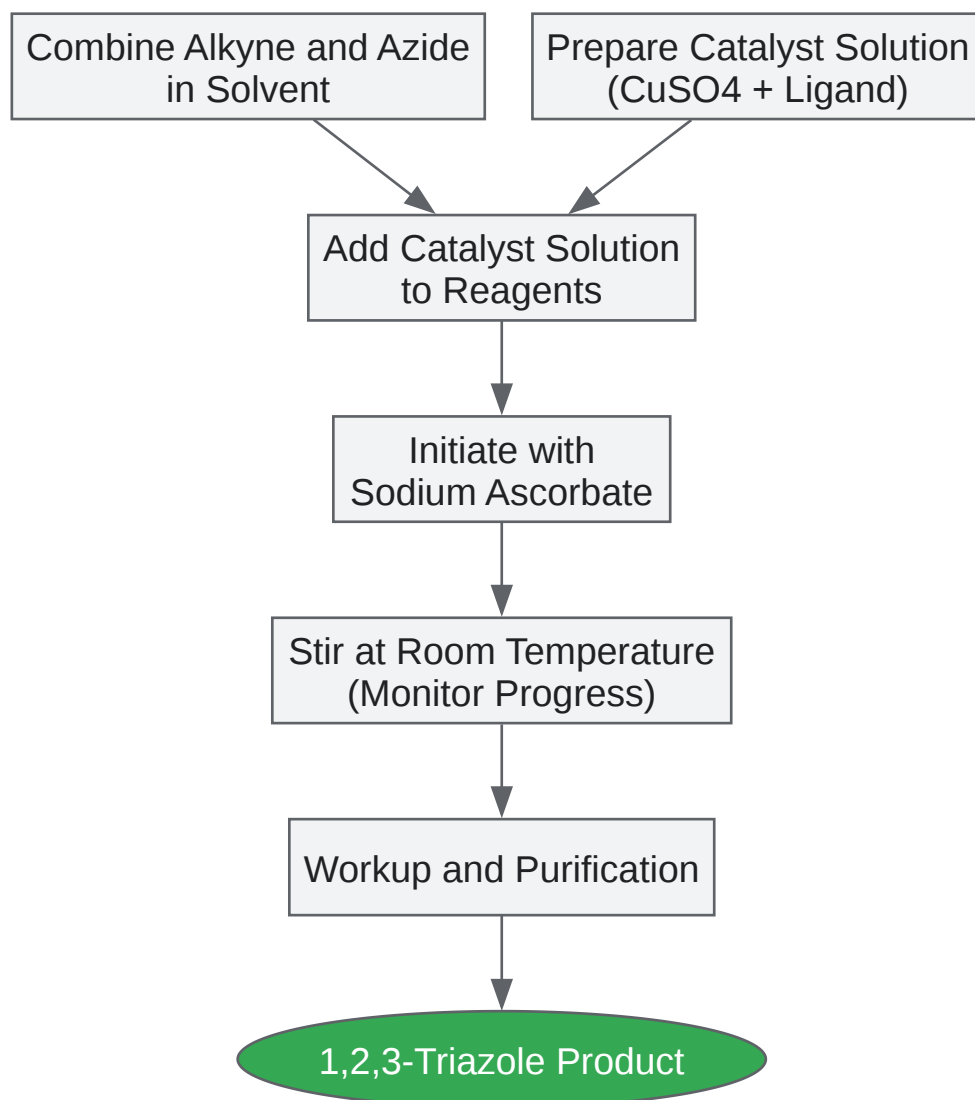 Combine Alkyne and Azide
in Solvent
Prepare Catalyst Solution
(CuSO4 + Ligand)
Add Catalyst Solution
to Reagents
Initiate with
Sodium Ascorbate
Stir at Room Temperature
(Monitor Progress)
Workup and Purification
1,2,3-Triazole Product